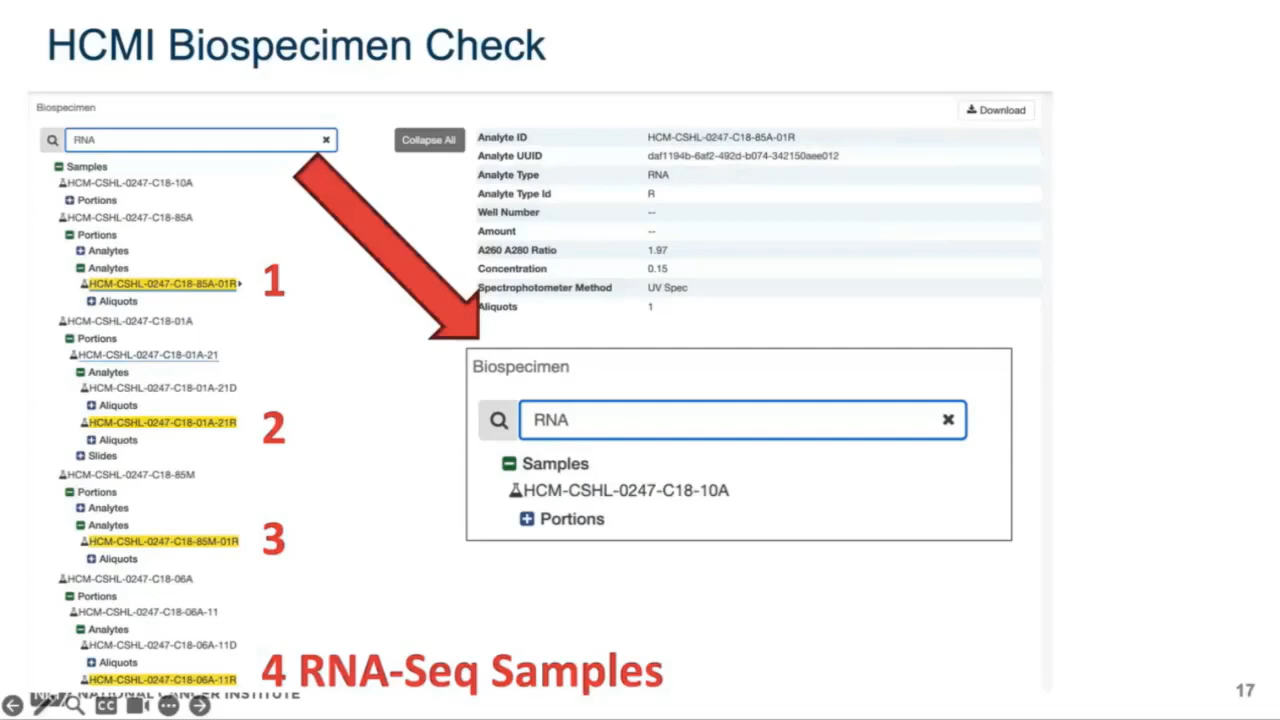 HCMI Biospecimen Check
Biospecimen
Download
RNA
Collapse All
Samples
HCM-CSHL-0247-C18-10A
Portions
HCM-CSHL-0247-C18-85A
Portions
Analytes
Analytes
HCM-CSHL-0247-C18-85A-01R
Aliquots
HCM-CSHL-0247-C18-01A
Portions
HCM-CSHL-0247-C18-01A-21
Analytes
HCM-CSHL-0247-C18-01A-21D
Aliquots
HCM-CSHL-0247-C18-01A-21R
Aliquots
Slides
HCM-CSHL-0247-C18-85M
Portions
Analytes
Analytes
HCM-CSHL-0247-C18-85M-01R
Aliquots
HCM-CSHL-0247-C18-06A
Portions
HCM-CSHL-0247-C18-06A-11
Analytes
HCM-CSHL-0247-C18-06A-11D
Aliquots
HCM-CSHL-0247-C18-06A-11R
1
2
3
4 RNA-Seq Samples
Analyte ID HCM-CSHL-0247-C18-85A-01R
Analyte UUID daf1194b-6af2-492d-b074-342150aee012
Analyte Type RNA
Analyte Type Id R
Well Number --
Amount --
A260 A280 Ratio 1.97
Concentration 0.15
Spectrophotometer Method UV Spec
Aliquots 1
Biospecimen
RNA
Samples
HCM-CSHL-0247-C18-10A
Portions
NATIONAL CANCER INSTITUTE
CC
17